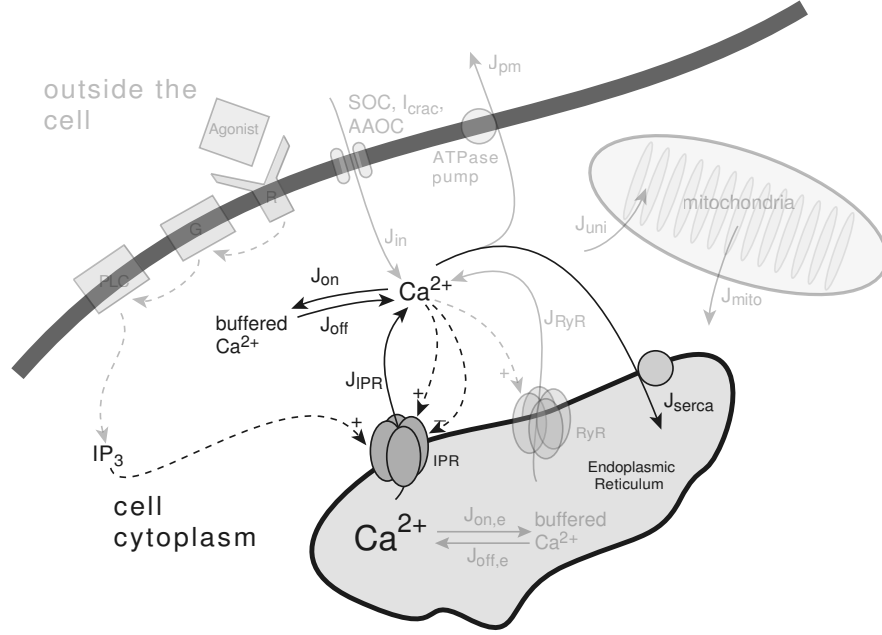 outside the
cell
Agonist
R
G
PLC
SOC, I_crac,
AAOC
J_pm
ATPase
pump
J_in
J_uni
mitochondria
J_mito
J_on
Ca²⁺
J_off
buffered
Ca²⁺
J_RyR
J_IPR
+
−
+
+
J_serca
IP₃
IPR
RyR
Endoplasmic
Reticulum
cell
cytoplasm
Ca²⁺
J_on,e
J_off,e
buffered
Ca²⁺